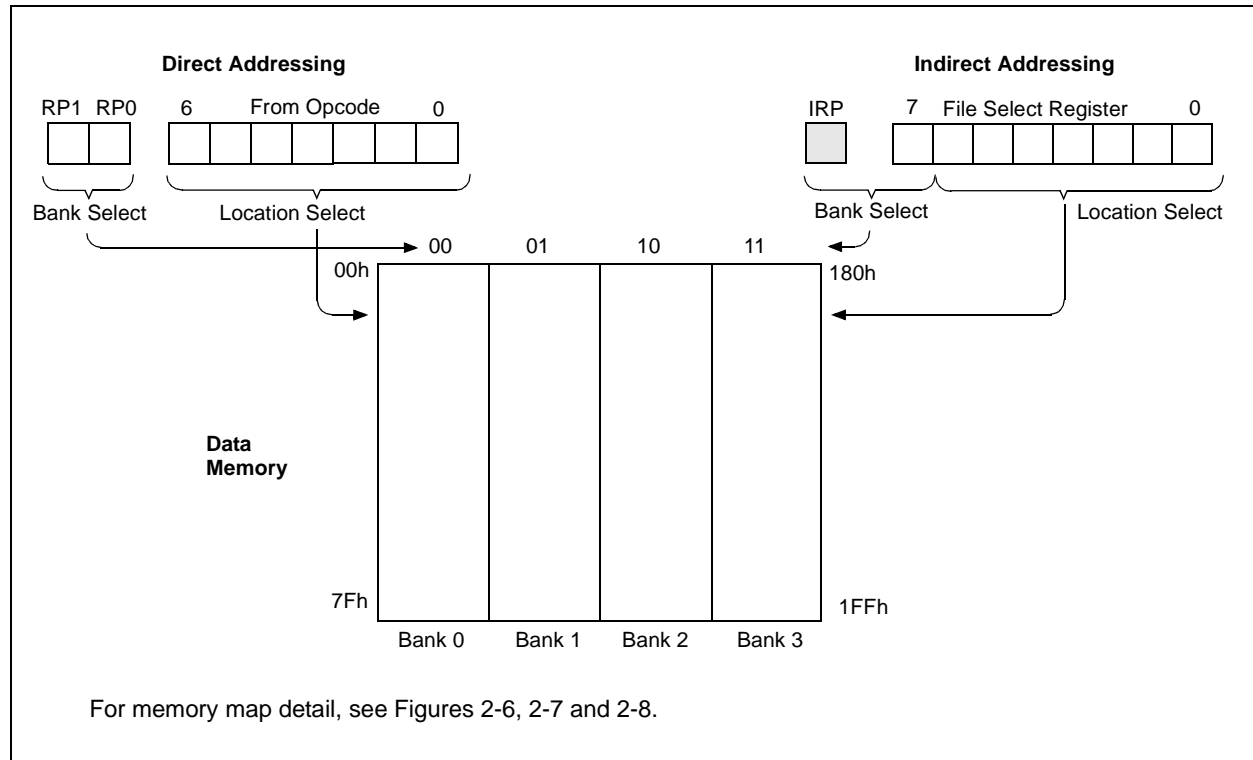 Direct Addressing Indirect Addressing
RP1 RP0 6 From Opcode 0 IRP 7 File Select Register 0
Bank Select Location Select Bank Select Location Select
00 01 10 11
00h 180h
Data
Memory
7Fh 1FFh
Bank 0 Bank 1 Bank 2 Bank 3
For memory map detail, see Figures 2-6, 2-7 and 2-8.